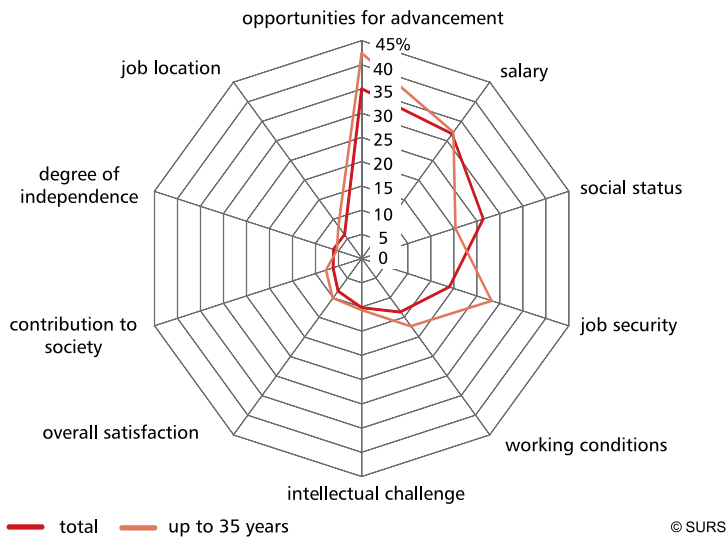 opportunities for advancement
45%
40
35
30
25
20
15
10
5
0
salary
social status
job security
working conditions
intellectual challenge
overall satisfaction
contribution to
society
degree of
independence
job location
total
up to 35 years
© SURS